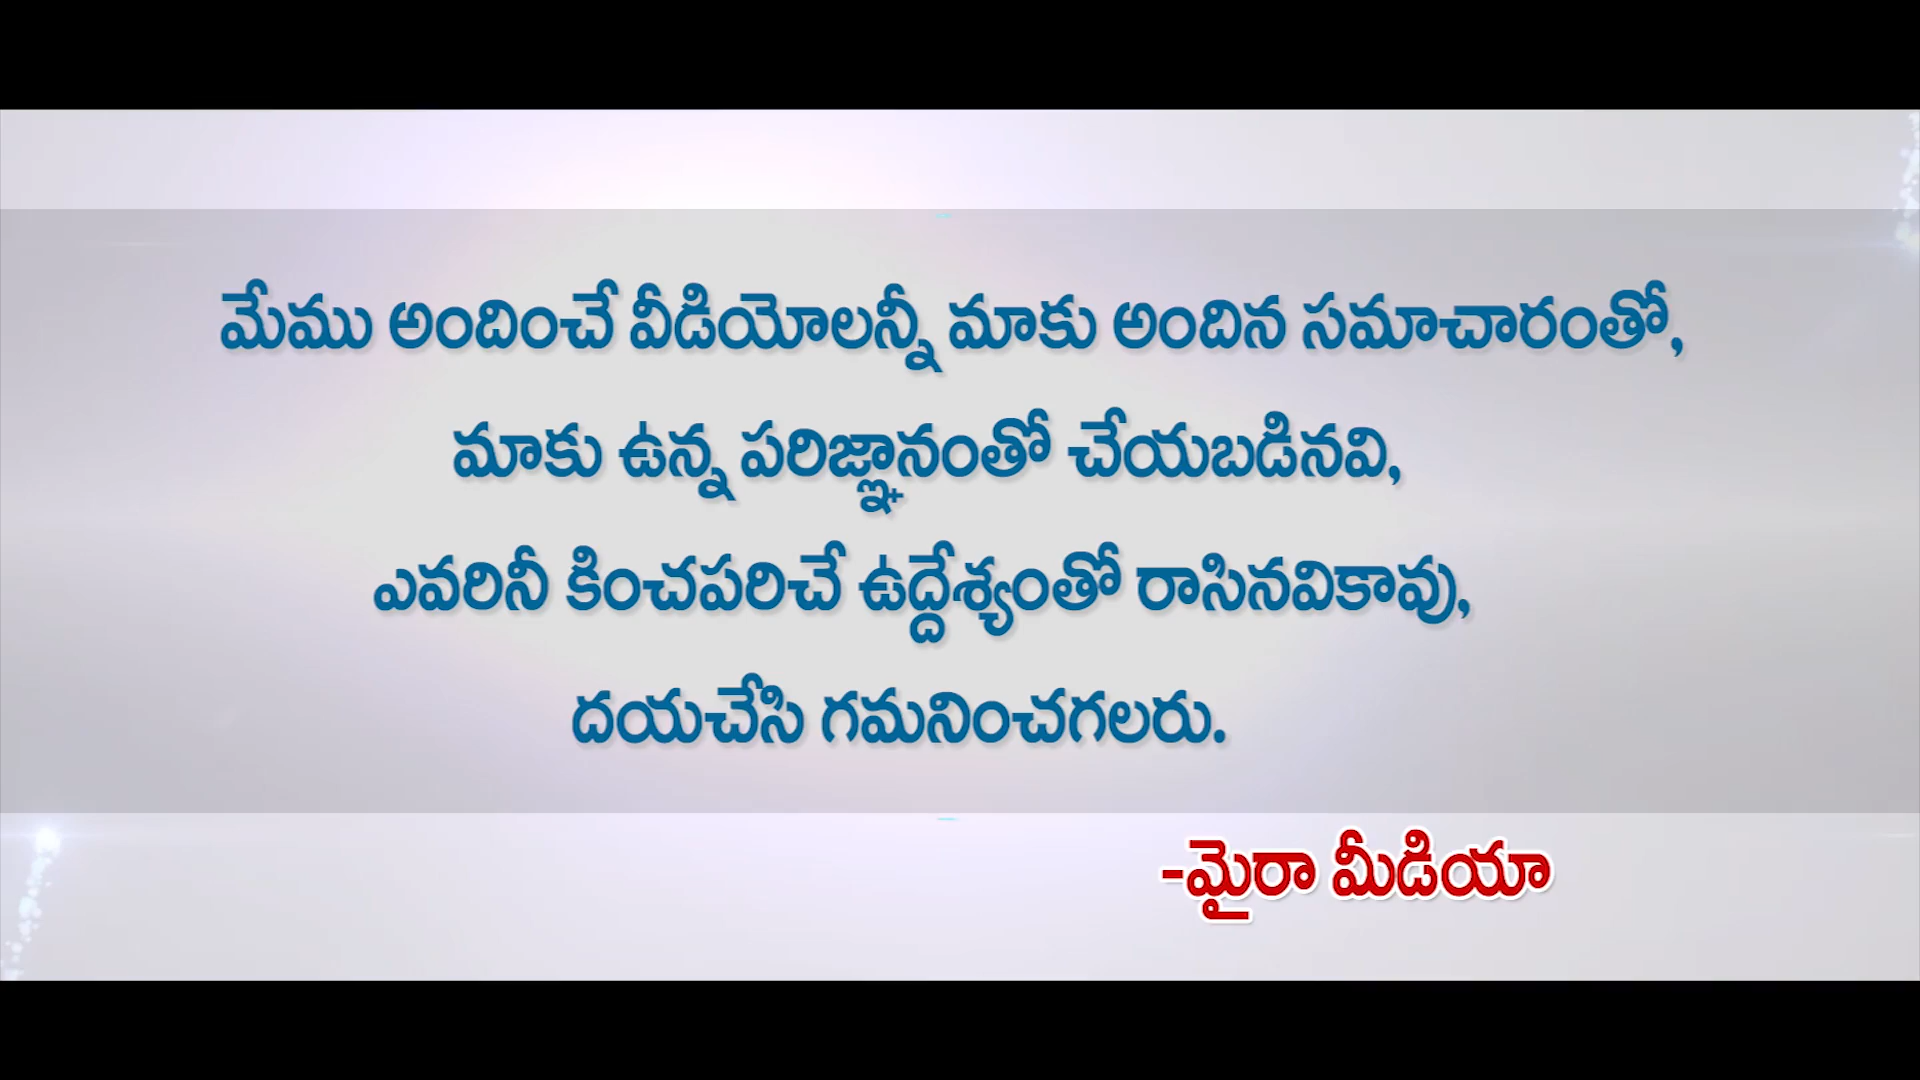 మేము అందించే వీడియోలన్నీ మాకు అందిన సమాచారంతో,
మాకు ఉన్న పరిజ్ఞానంతో చేయబడినవి,
ఎవరినీ కించపరిచే ఉద్దేశ్యంతో రాసినవికావు,
దయచేసి గమనించగలరు.
-మైరా మీడియా